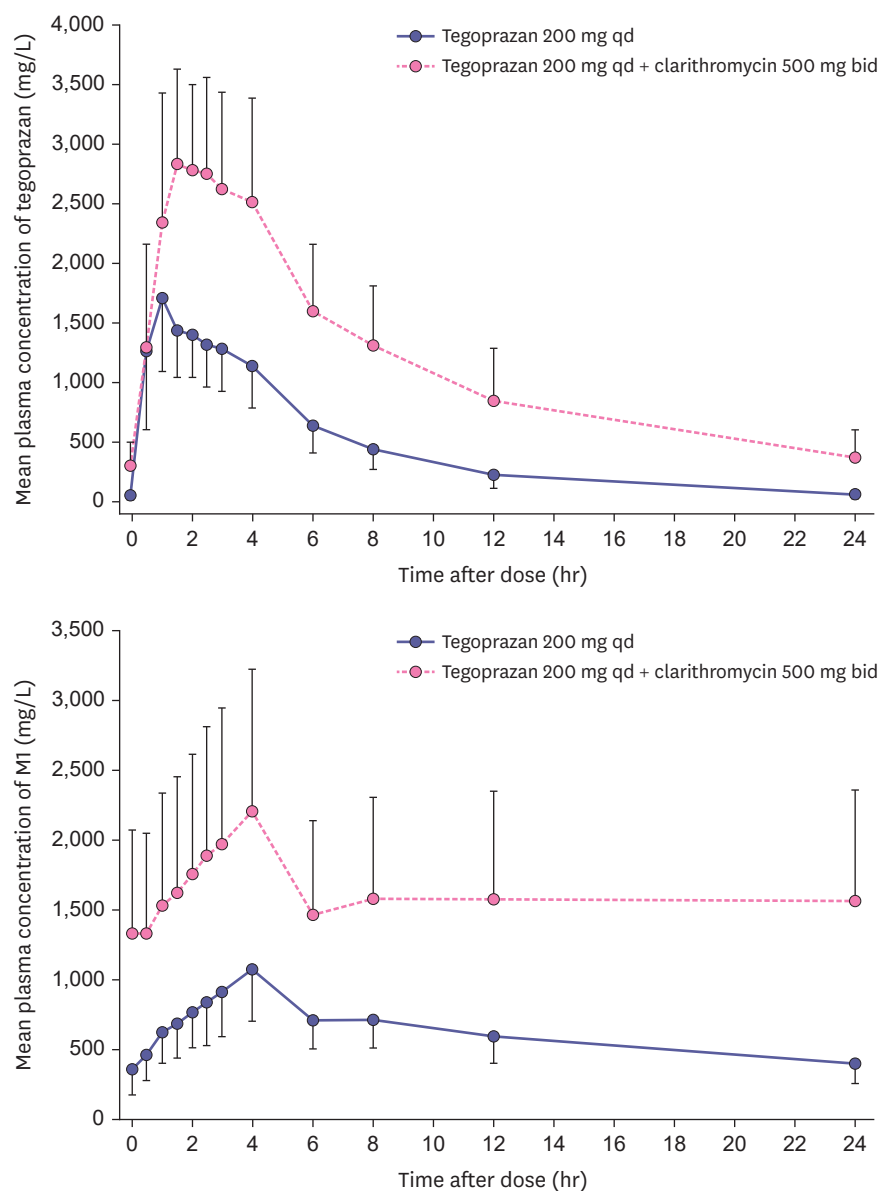 Mean plasma concentration of tegoprazan (mg/L)
4,000
3,500
3,000
2,500
2,000
1,500
1,000
500
0
Tegoprazan 200 mg qd
Tegoprazan 200 mg qd + clarithromycin 500 mg bid
0 2 4 6 8 10 12 14 16 18 20 22 24
Time after dose (hr)
Mean plasma concentration of M1 (mg/L)
3,500
3,000
2,500
2,000
1,500
1,000
500
0
Tegoprazan 200 mg qd
Tegoprazan 200 mg qd + clarithromycin 500 mg bid
0 2 4 6 8 10 12 14 16 18 20 22 24
Time after dose (hr)